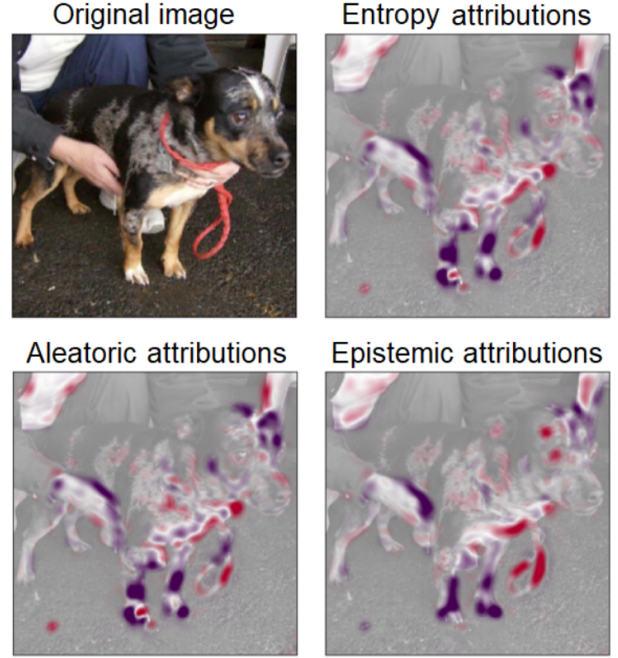 Original image
Entropy attributions
Aleatoric attributions
Epistemic attributions